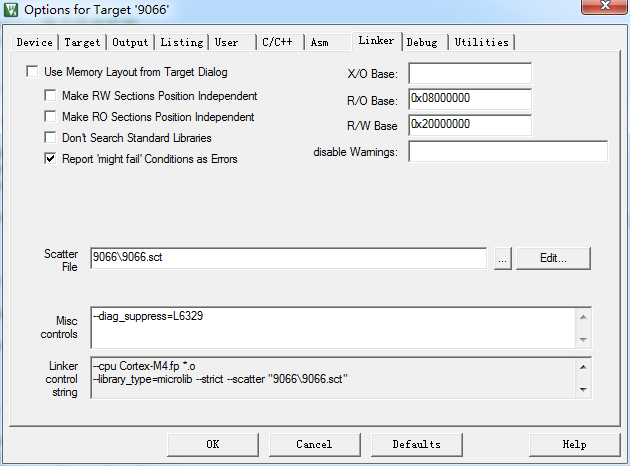 Options for Target '9066'
Device Target Output Listing User C/C++ Asm Linker Debug Utilities
Use Memory Layout from Target Dialog
X/O Base:
Make RW Sections Position Independent
R/O Base: 0x08000000
Make RO Sections Position Independent
R/W Base 0x20000000
Don't Search Standard Libraries
disable Warnings:
Report 'might fail' Conditions as Errors
Scatter
File
9066\9066.sct
...
Edit...
Misc
controls
--diag_suppress=L6329
Linker
control
string
--cpu Cortex-M4.fp *.o
--library_type=microlib --strict --scatter "9066\9066.sct"
OK Cancel Defaults Help